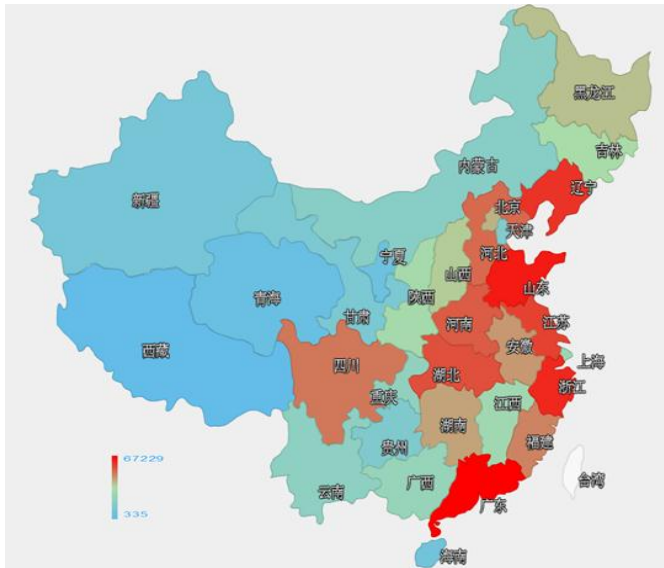 黑龙江
吉林
内蒙古
辽宁
新疆
北京
天津
宁夏
河北
山西
青海
陕西
山东
甘肃
河南
江苏
西藏
安徽
四川
上海
湖北
浙江
重庆
江西
湖南
贵州
福建
67229
广西
台湾
云南
广东
335
海南